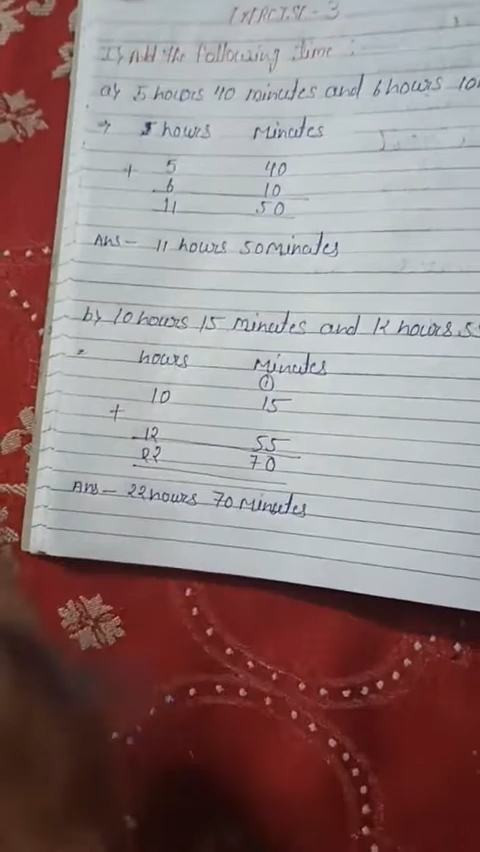 EXERCISE - 3
1) Add the following time :
a) 5 hours 40 minutes and 6 hours 10
→ hours Minutes
+ 5 40
6 10
11 50
Ans - 11 hours 50 minutes
b) 10 hours 15 minutes and 12 hours 55
hours Minutes
1
10 15
+
12 55
22 70
Ans - 22 hours 70 Minutes